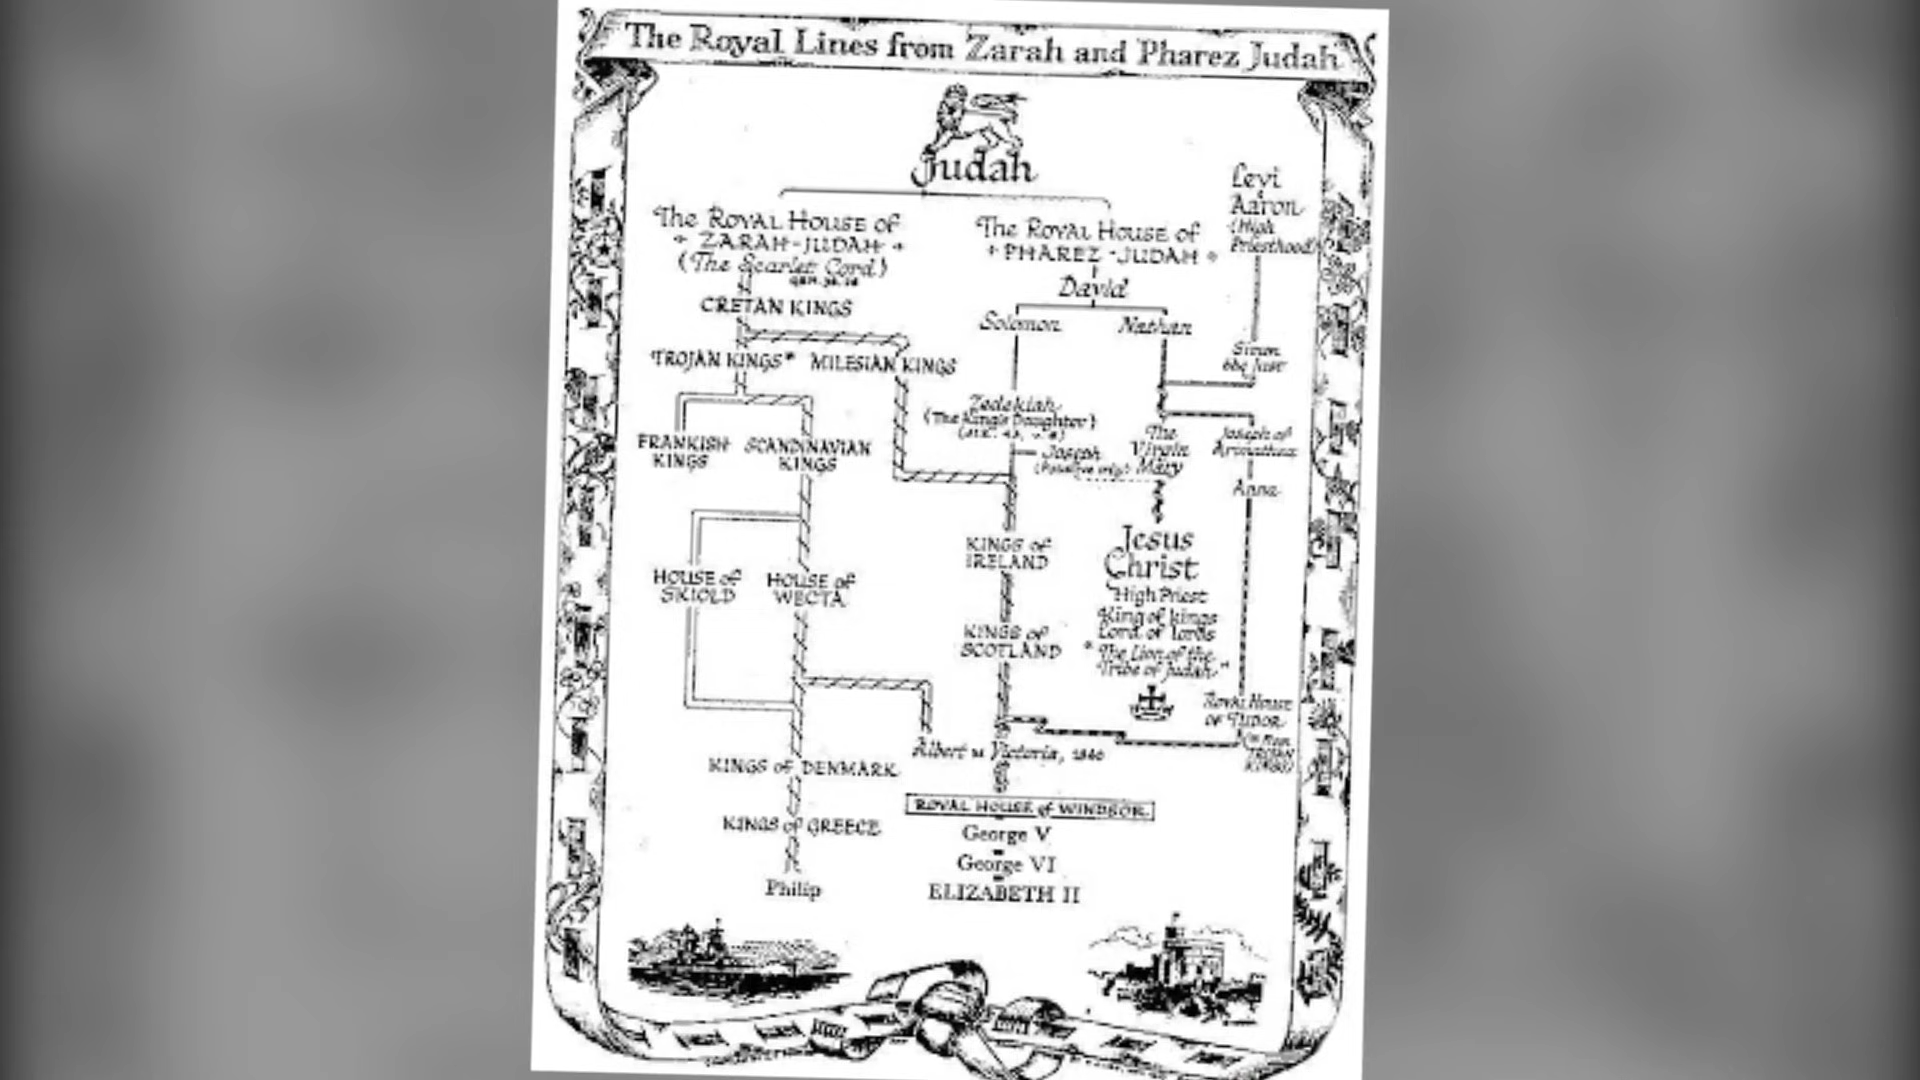 The Royal Lines from Zarah and Pharez Judah
Judah
The Royal House of
ZARAH-JUDAH
(The Scarlet Cord)
CRETAN KINGS
TROJAN KINGS*
MILESIAN KINGS
FRANKISH
KINGS
SCANDINAVIAN
KINGS
HOUSE of
SKIOLD
HOUSE of
WECTA
KINGS of DENMARK
KINGS of GREECE
Philip
The Royal House of
PHAREZ-JUDAH
David
Solomon
Nathan
Zedekiah
(The King's Daughter)
Joseph
The
Virgin
Mary
KINGS of
IRELAND
KINGS of
SCOTLAND
Jesus
Christ
High Priest
King of kings
Lord of lords
"The Lion of the
Tribe of Judah"
Levi
Aaron
(High
Priesthood)
Simon
the Just
Joseph of
Arimathea
Anna
Royal House
of TUDOR
TROJAN
KINGS)
Albert = Victoria, 1840
ROYAL HOUSE of WINDSOR
George V
George VI
ELIZABETH II